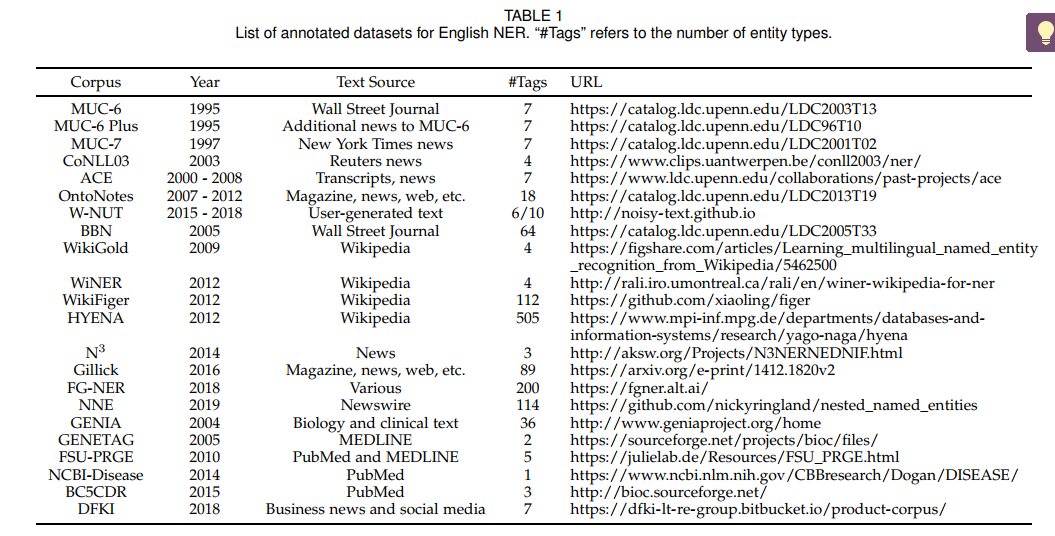 TABLE 1
List of annotated datasets for English NER. “#Tags” refers to the number of entity types.
Corpus Year Text Source #Tags URL
MUC-6 1995 Wall Street Journal 7 https://catalog.ldc.upenn.edu/LDC2003T13
MUC-6 Plus 1995 Additional news to MUC-6 7 https://catalog.ldc.upenn.edu/LDC96T10
MUC-7 1997 New York Times news 7 https://catalog.ldc.upenn.edu/LDC2001T02
CoNLL03 2003 Reuters news 4 https://www.clips.uantwerpen.be/conll2003/ner/
ACE 2000 - 2008 Transcripts, news 7 https://www.ldc.upenn.edu/collaborations/past-projects/ace
OntoNotes 2007 - 2012 Magazine, news, web, etc. 18 https://catalog.ldc.upenn.edu/LDC2013T19
W-NUT 2015 - 2018 User-generated text 6/10 http://noisy-text.github.io
BBN 2005 Wall Street Journal 64 https://catalog.ldc.upenn.edu/LDC2005T33
WikiGold 2009 Wikipedia 4 https://figshare.com/articles/Learning_multilingual_named_entity
_recognition_from_Wikipedia/5462500
WiNER 2012 Wikipedia 4 http://rali.iro.umontreal.ca/rali/en/winer-wikipedia-for-ner
WikiFiger 2012 Wikipedia 112 https://github.com/xiaoling/figer
HYENA 2012 Wikipedia 505 https://www.mpi-inf.mpg.de/departments/databases-and-
information-systems/research/yago-naga/hyena
N³ 2014 News 3 http://aksw.org/Projects/N3NERNEDNIF.html
Gillick 2016 Magazine, news, web, etc. 89 https://arxiv.org/e-print/1412.1820v2
FG-NER 2018 Various 200 https://fgner.alt.ai/
NNE 2019 Newswire 114 https://github.com/nickyringland/nested_named_entities
GENIA 2004 Biology and clinical text 36 http://www.geniaproject.org/home
GENETAG 2005 MEDLINE 2 https://sourceforge.net/projects/bioc/files/
FSU-PRGE 2010 PubMed and MEDLINE 5 https://julielab.de/Resources/FSU_PRGE.html
NCBI-Disease 2014 PubMed 1 https://www.ncbi.nlm.nih.gov/CBBresearch/Dogan/DISEASE/
BC5CDR 2015 PubMed 3 http://bioc.sourceforge.net/
DFKI 2018 Business news and social media 7 https://dfki-lt-re-group.bitbucket.io/product-corpus/